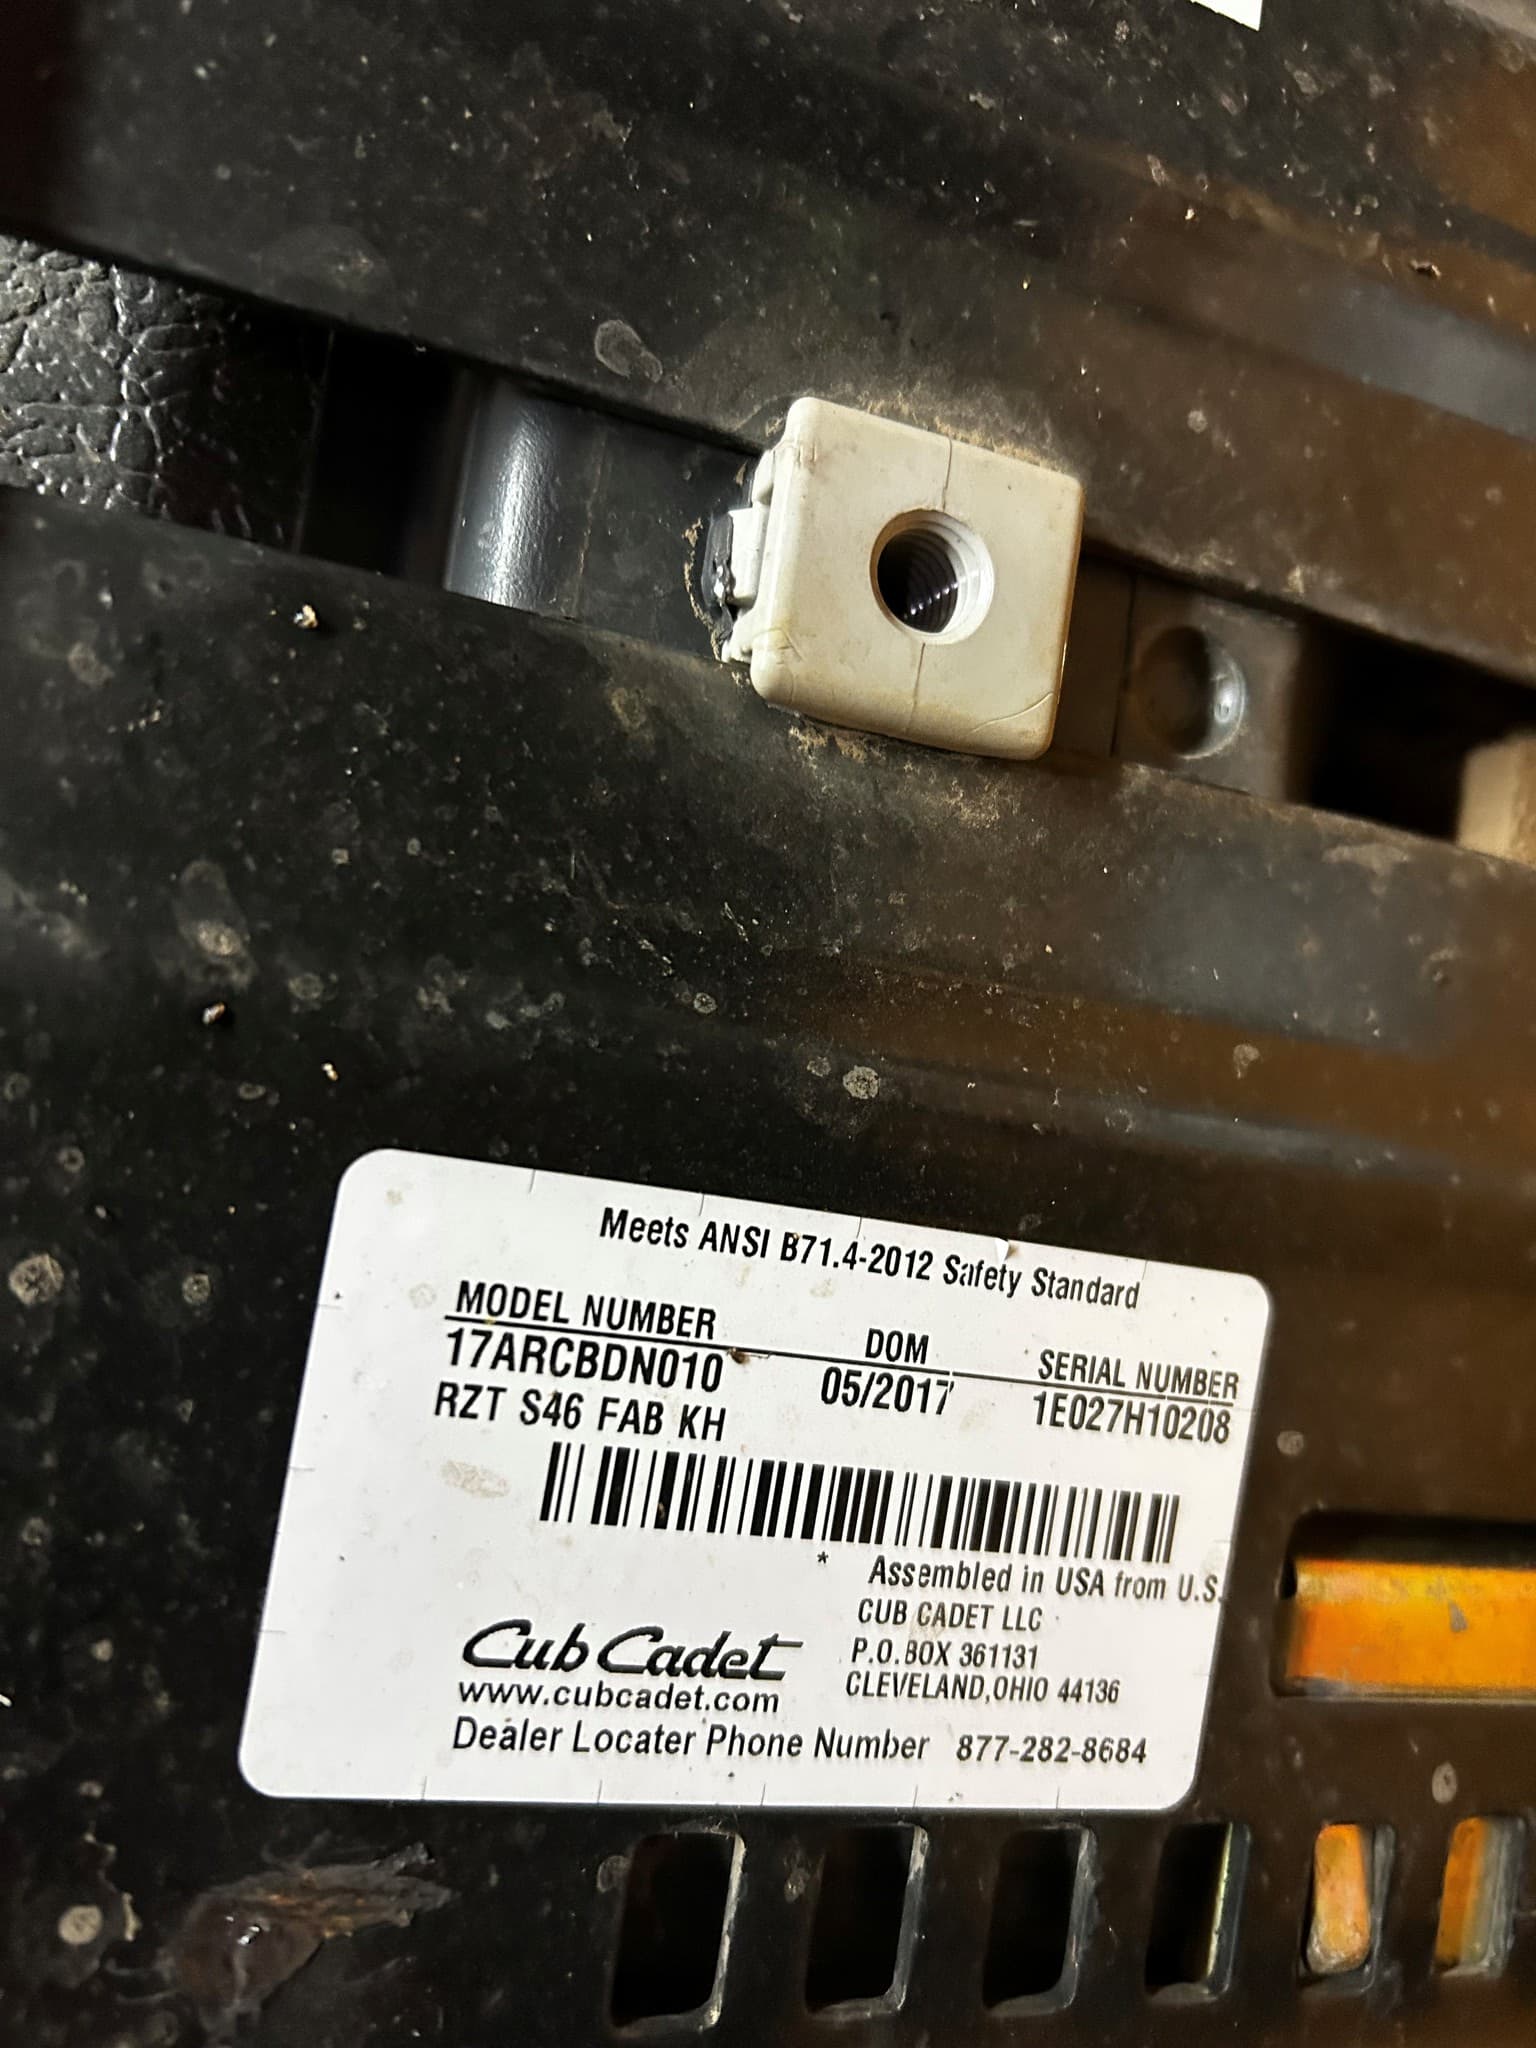 Meets ANSI B71.4-2012 Safety Standard
MODEL NUMBER DOM SERIAL NUMBER
17ARCBDN010 05/2017 1E027H10208
RZT S46 FAB KH
* Assembled in USA from U.S.
CUB CADET LLC
P.O.BOX 361131
CLEVELAND,OHIO 44136
Cub Cadet
www.cubcadet.com
Dealer Locater Phone Number 877-282-8684